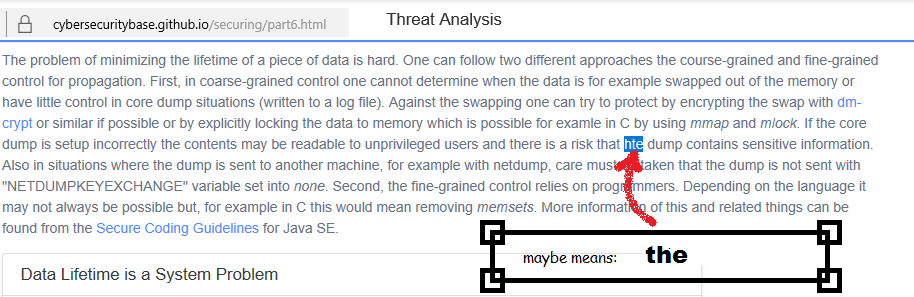 cybersecuritybase.github.io/securing/part6.html
Threat Analysis
The problem of minimizing the lifetime of a piece of data is hard. One can follow two different approaches the course-grained and fine-grained
control for propagation. First, in coarse-grained control one cannot determine when the data is for example swapped out of the memory or
have little control in core dump situations (written to a log file). Against the swapping one can try to protect by encrypting the swap with dm-
crypt or similar if possible or by explicitly locking the data to memory which is possible for examle in C by using mmap and mlock. If the core
dump is setup incorrectly the contents may be readable to unprivileged users and there is a risk that hte dump contains sensitive information.
Also in situations where the dump is sent to another machine, for example with netdump, care must taken that the dump is not sent with
"NETDUMPKEYEXCHANGE" variable set into none. Second, the fine-grained control relies on programmers. Depending on the language it
may not always be possible but, for example in C this would mean removing memsets. More information of this and related things can be
found from the Secure Coding Guidelines for Java SE.
maybe means: the
Data Lifetime is a System Problem